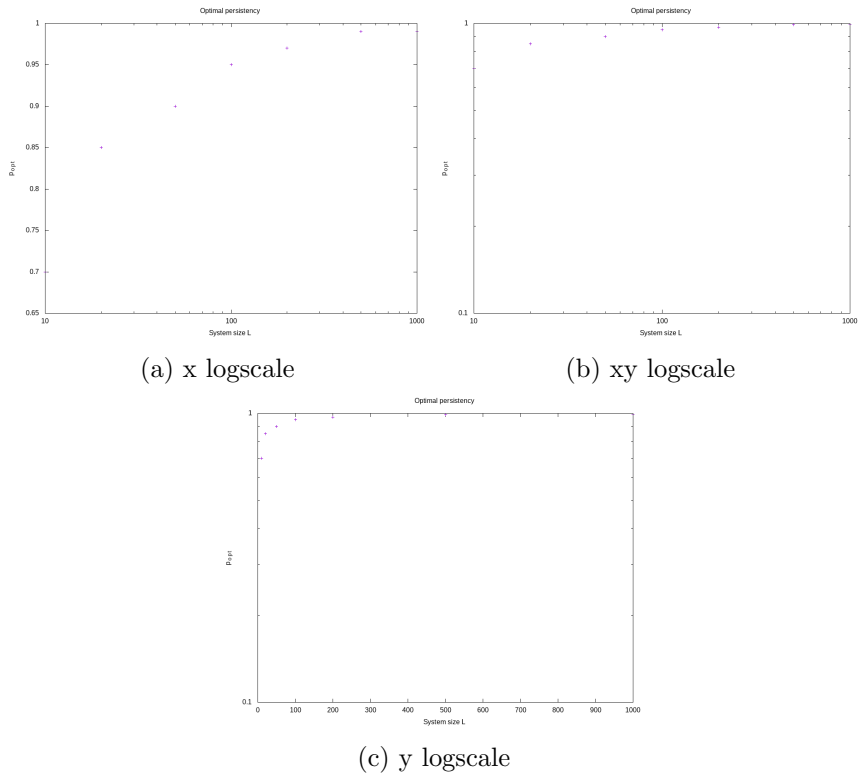 Optimal persistency
1
0.95
0.9
0.85
0.8
0.75
0.7
0.65
10 100 1000
System size L
Popt
(a) x logscale
Optimal persistency
1
0.1
10 100 1000
System size L
Popt
(b) xy logscale
Optimal persistency
1
0.1
0 100 200 300 400 500 600 700 800 900 1000
System size L
Popt
(c) y logscale